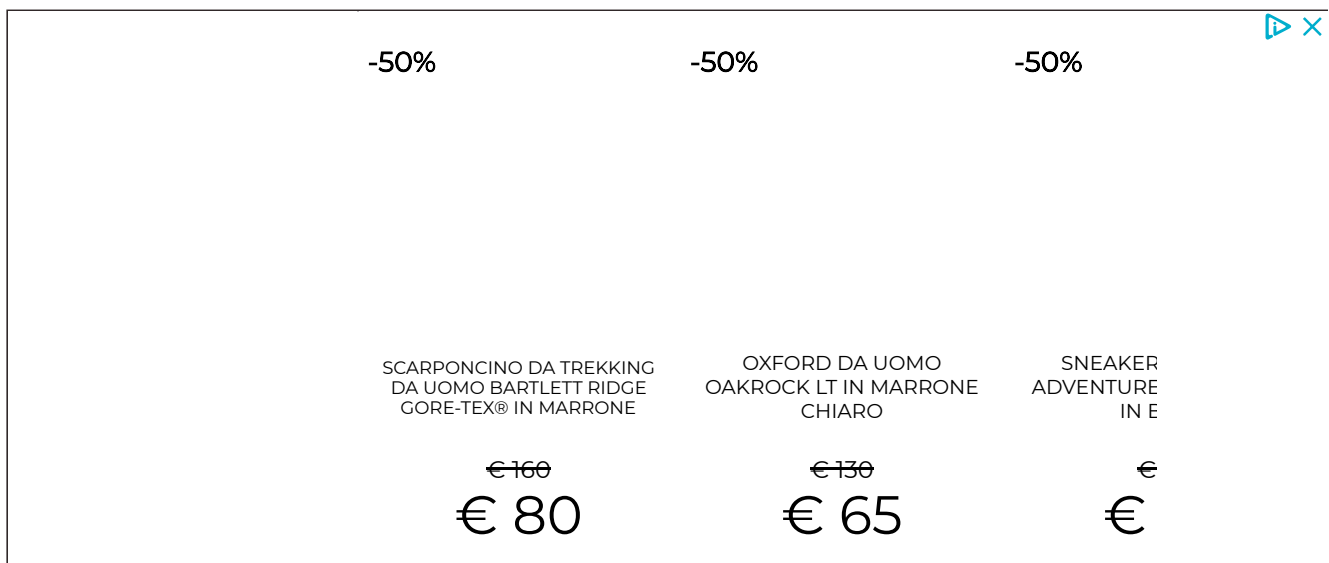 -50%
-50%
-50%
SCARPONCINO DA TREKKING
DA UOMO BARTLETT RIDGE
GORE-TEX® IN MARRONE
€ 160
€ 80
OXFORD DA UOMO
OAKROCK LT IN MARRONE
CHIARO
€ 130
€ 65
SNEAKER
ADVENTURE
IN
€
€